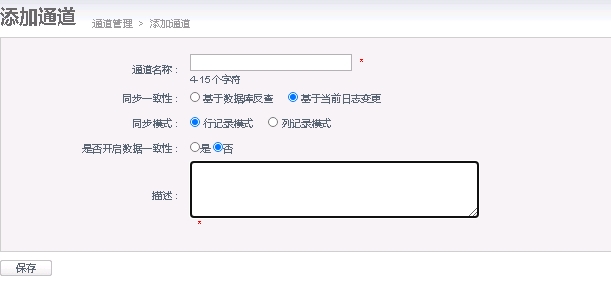 添加通道 通道管理 > 添加通道
通道名称： *
4-15个字符
同步一致性： 基于数据库反查 基于当前日志变更
同步模式： 行记录模式 列记录模式
是否开启数据一致性： 是 否
描述：
*
保存